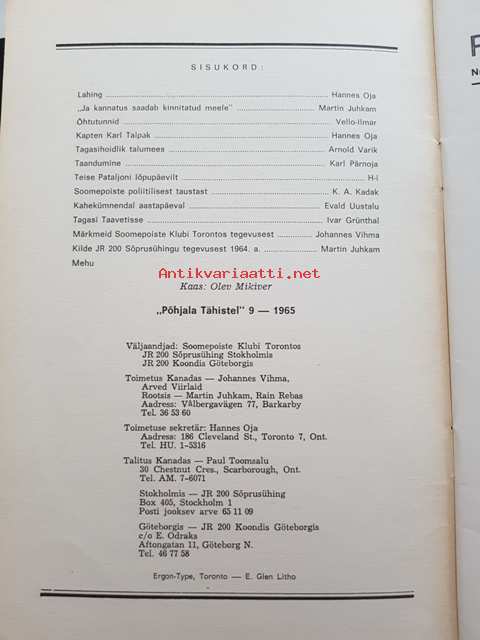 SISUKORD:
Lahing Hannes Oja
„Ja kannatus saadab kinnitatud meele" Martin Juhkam
Õhtutunnid Vello-Ilmar
Kapten Karl Talpak Hannes Oja
Tagasihoidlik talumees Arnold Varik
Taandumine Karl Pärnoja
Teise Pataljoni lõpupäevilt H-i
Soomepoiste poliitilisest taustast K. A. Kadak
Kahekümnendal aastapäeval Evald Uustalu
Tagasi Taavetisse Ivar Grünthal
Märkmeid Soomepoiste Klubi Torontos tegevusest Johannes Vihma
Kilde JR 200 Sõprusühingu tegevusest 1964. a. Martin Juhkam
Mehu
Antikvariaatti.net
Kaas: Olev Mikiver
„Põhjala Tähistel" 9 — 1965
Väljaandjad: Soomepoiste Klubi Torontos
JR 200 Sõprusühing Stokholmis
JR 200 Koondis Göteborgis
Toimetus Kanadas — Johannes Vihma,
Arved Viirlaid
Rootsis — Martin Juhkam, Rain Rebas
Aadress: Vålbergavägen 77, Barkarby
Tel. 36 53 60
Toimetuse sekretär: Hannes Oja
Aadress: 186 Cleveland St., Toronto 7, Ont.
Tel. HU. 1-5316
Talitus Kanadas — Paul Toomsalu
30 Chestnut Cres., Scarborough, Ont.
Tel. AM. 7-6071
Stokholmis — JR 200 Sõprusühing
Box 405, Stockholm 1
Posti jooksev arve 65 11 09
Göteborgis — JR 200 Koondis Göteborgis
c/o E. Odraks
Aftongatan 11, Göteborg N.
Tel. 46 77 58
Ergon-Type, Toronto — E. Glen Litho